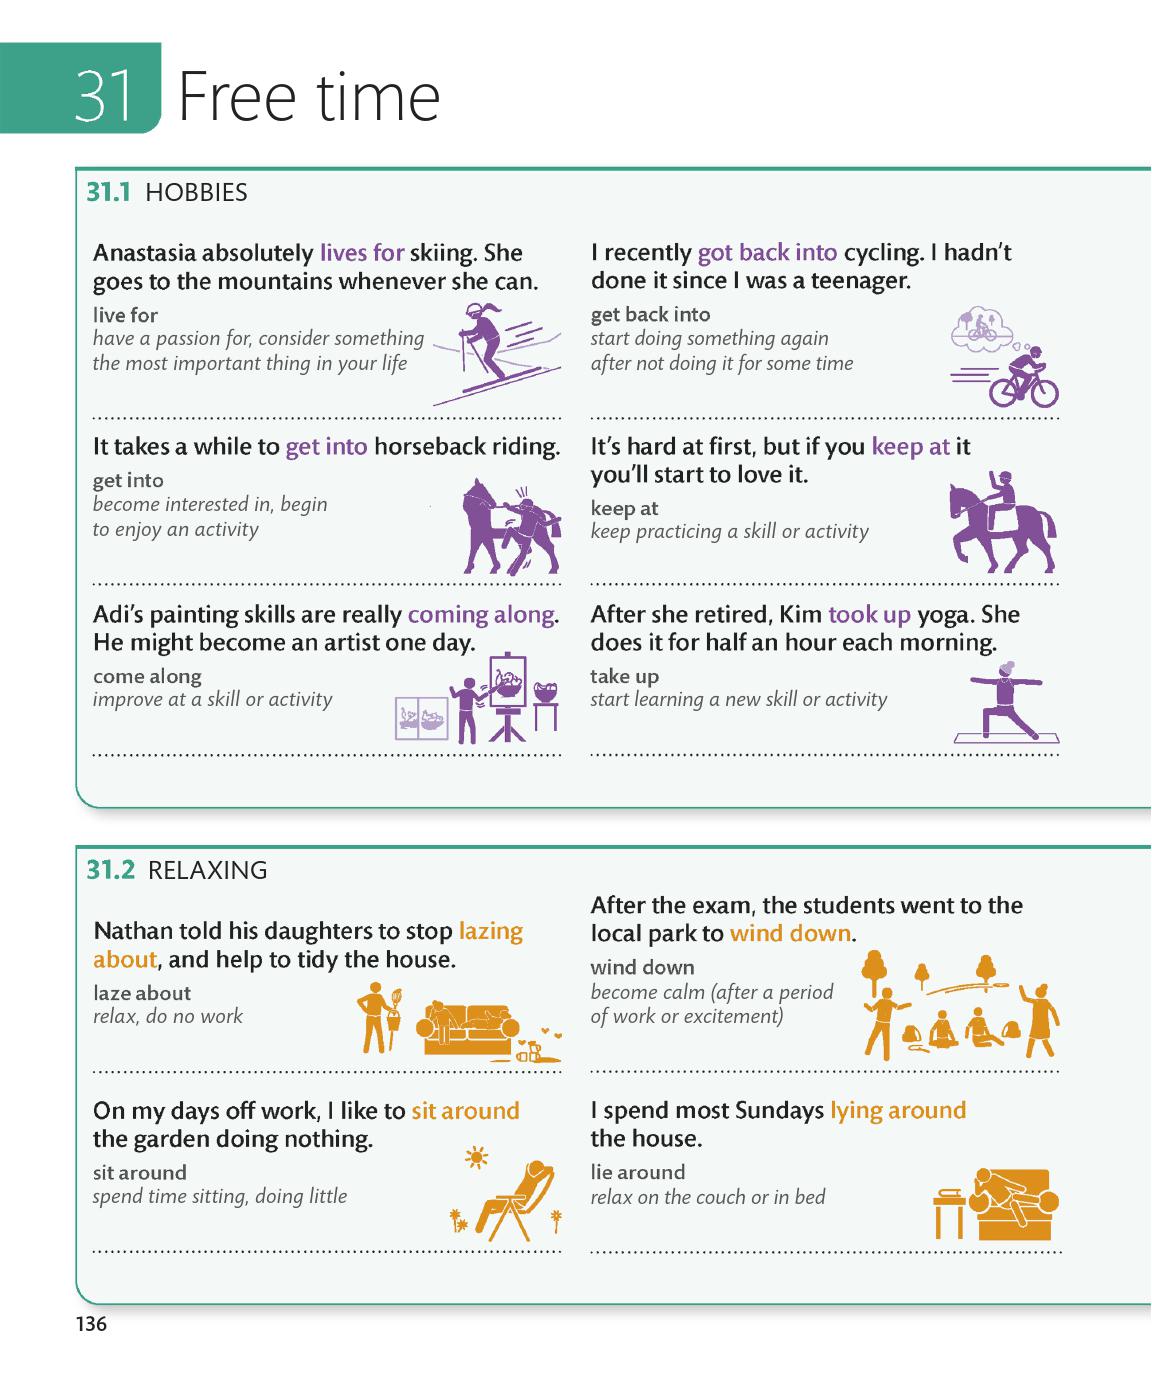 31 Free time
31.1 HOBBIES
Anastasia absolutely lives for skiing. She
goes to the mountains whenever she can.
live for
have a passion for, consider something
the most important thing in your life
I recently got back into cycling. I hadn't
done it since I was a teenager.
get back into
start doing something again
after not doing it for some time
It takes a while to get into horseback riding.
get into
become interested in, begin
to enjoy an activity
It's hard at first, but if you keep at it
you'll start to love it.
keep at
keep practicing a skill or activity
Adi's painting skills are really coming along.
He might become an artist one day.
come along
improve at a skill or activity
After she retired, Kim took up yoga. She
does it for half an hour each morning.
take up
start learning a new skill or activity
31.2 RELAXING
Nathan told his daughters to stop lazing
about, and help to tidy the house.
laze about
relax, do no work
After the exam, the students went to the
local park to wind down.
wind down
become calm (after a period
of work or excitement)
On my days off work, I like to sit around
the garden doing nothing.
sit around
spend time sitting, doing little
I spend most Sundays lying around
the house.
lie around
relax on the couch or in bed
136